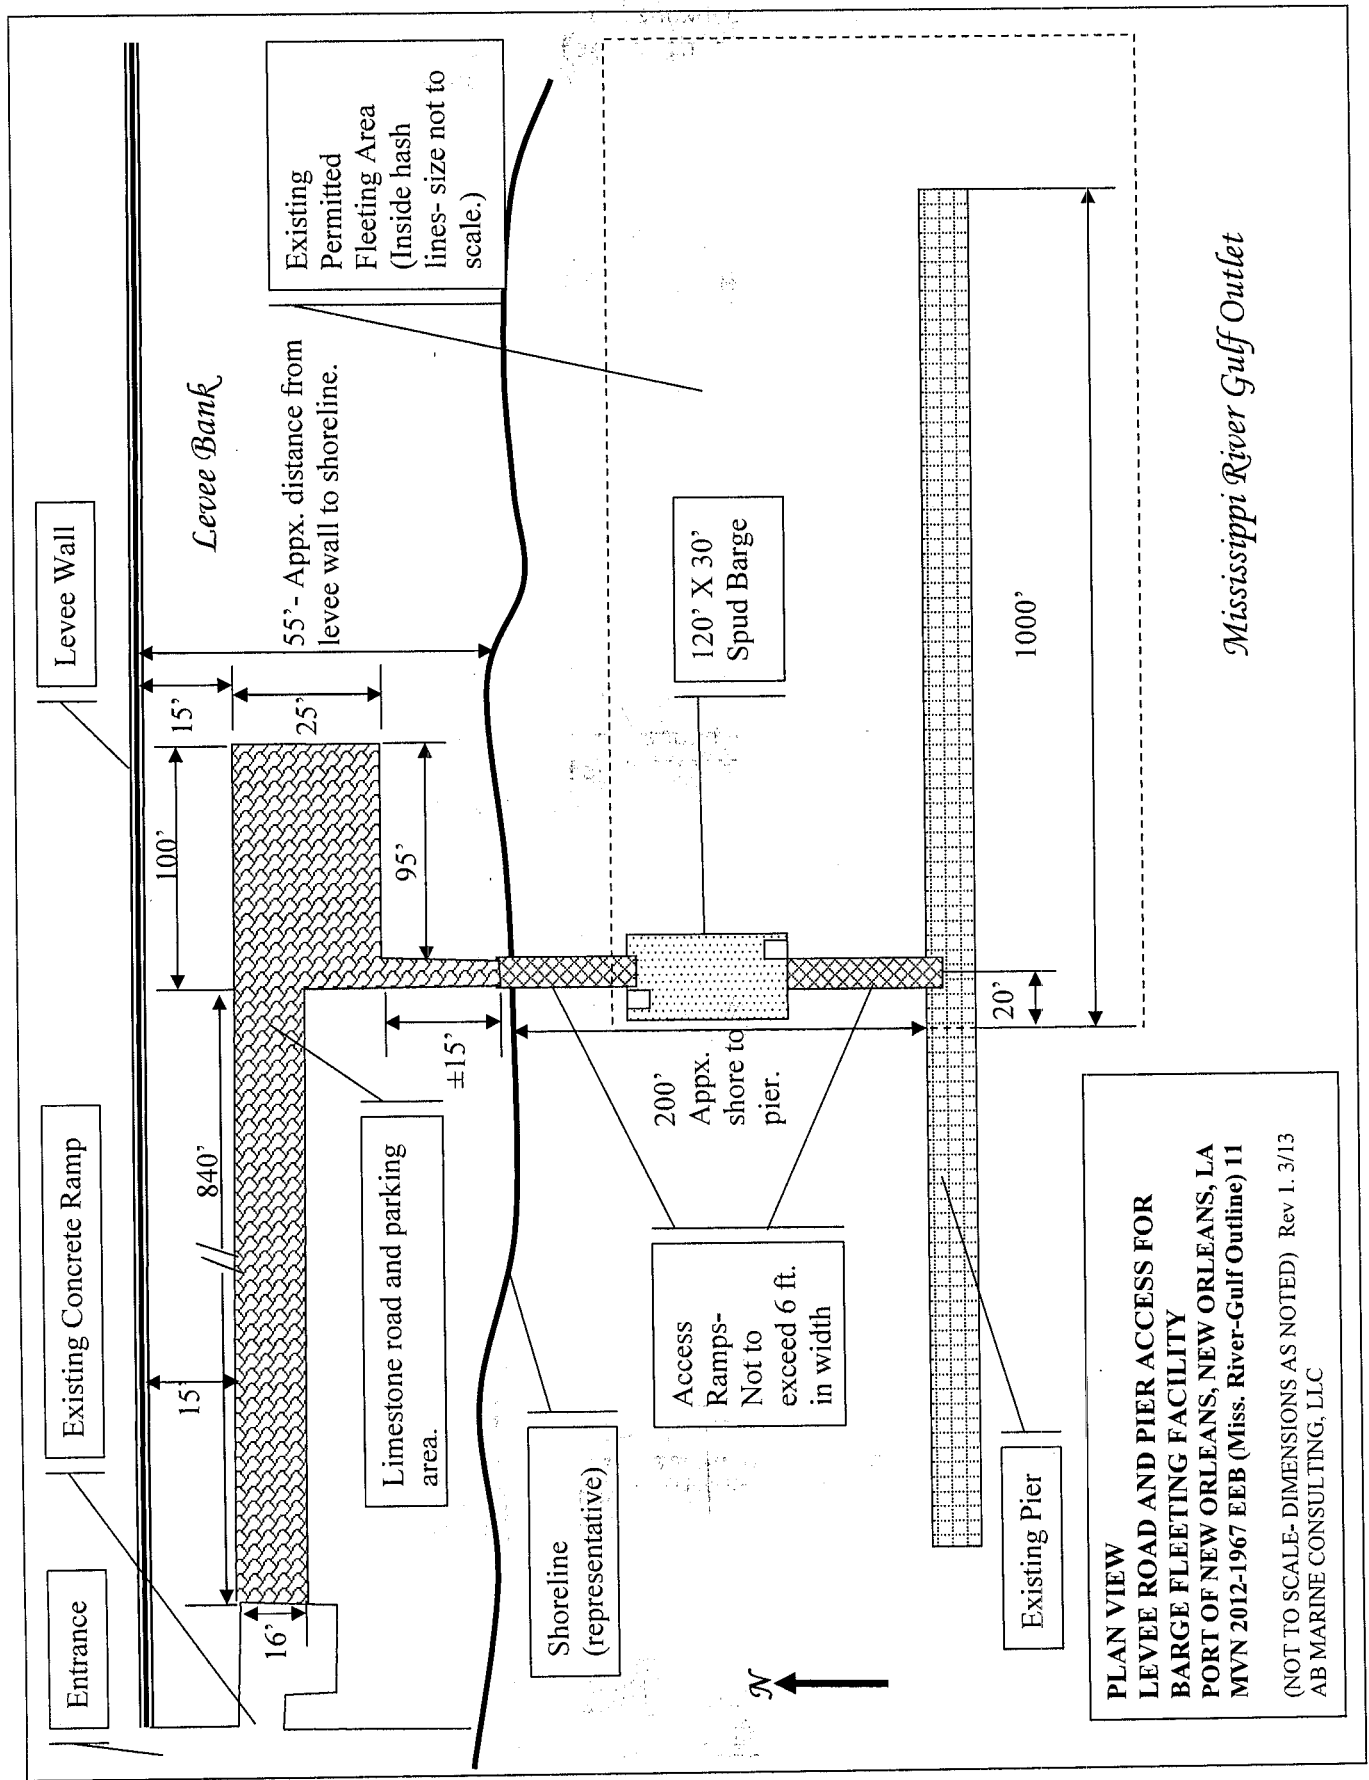 Entrance
Existing Concrete Ramp
Levee Wall
Levee Bank
15'
840'
100'
15'
16'
25'
55' - Appx. distance from
levee wall to shoreline.
Existing
Permitted
Fleeting Area
(Inside hash
lines- size not to
scale.)
Limestone road and parking
area.
±15'
95'
Shoreline
(representative)
Access
Ramps-
Not to
exceed 6 ft.
in width
200'
Appx.
shore to
pier.
120' X 30'
Spud Barge
N
Existing Pier
20'
1000'
Mississippi River Gulf Outlet
PLAN VIEW
LEVEE ROAD AND PIER ACCESS FOR
BARGE FLEETING FACILITY
PORT OF NEW ORLEANS, NEW ORLEANS, LA
MVN 2012-1967 EEB (Miss. River-Gulf Outline) 11
(NOT TO SCALE- DIMENSIONS AS NOTED) Rev 1. 3/13
AB MARINE CONSULTING, LLC